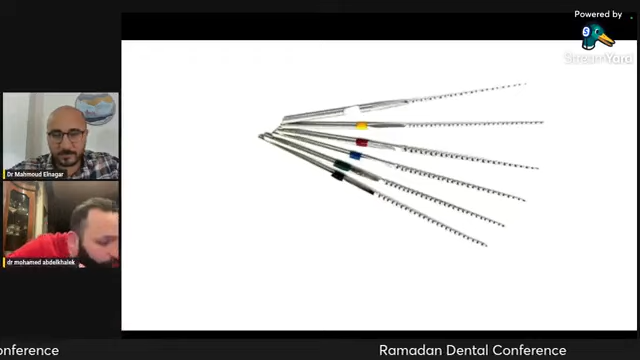 Powered by
StreamYard
Dr Mahmoud Elnagar
dr mohamed abdelkhalek
onference
Ramadan Dental Conference